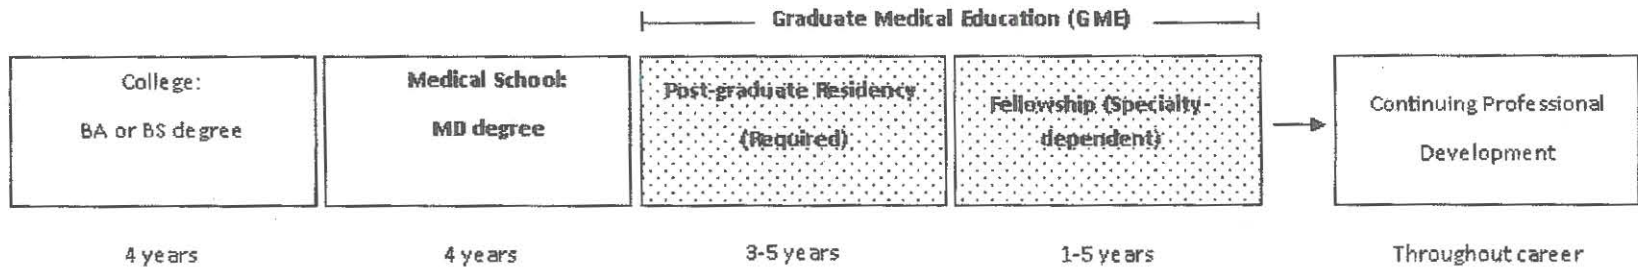 Graduate Medical Education (GME)
College:
BA or BS degree
Medical School:
MD degree
Post-graduate Residency
(Required)
Fellowship (Specialty-
dependent)
Continuing Professional
Development
4 years
4 years
3-5 years
1-5 years
Throughout career